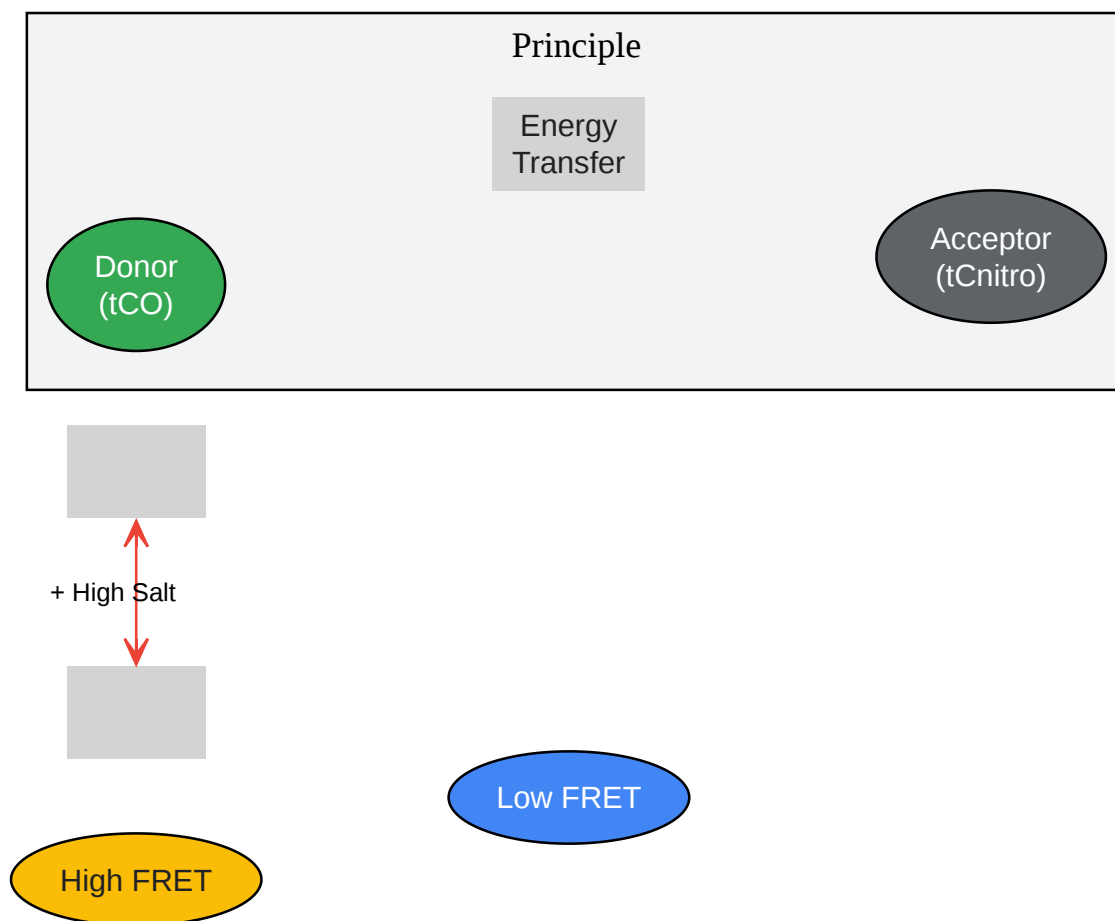 Principle
Energy
Transfer
Donor
(tCO)
Acceptor
(tCnitro)
+ High Salt
Low FRET
High FRET